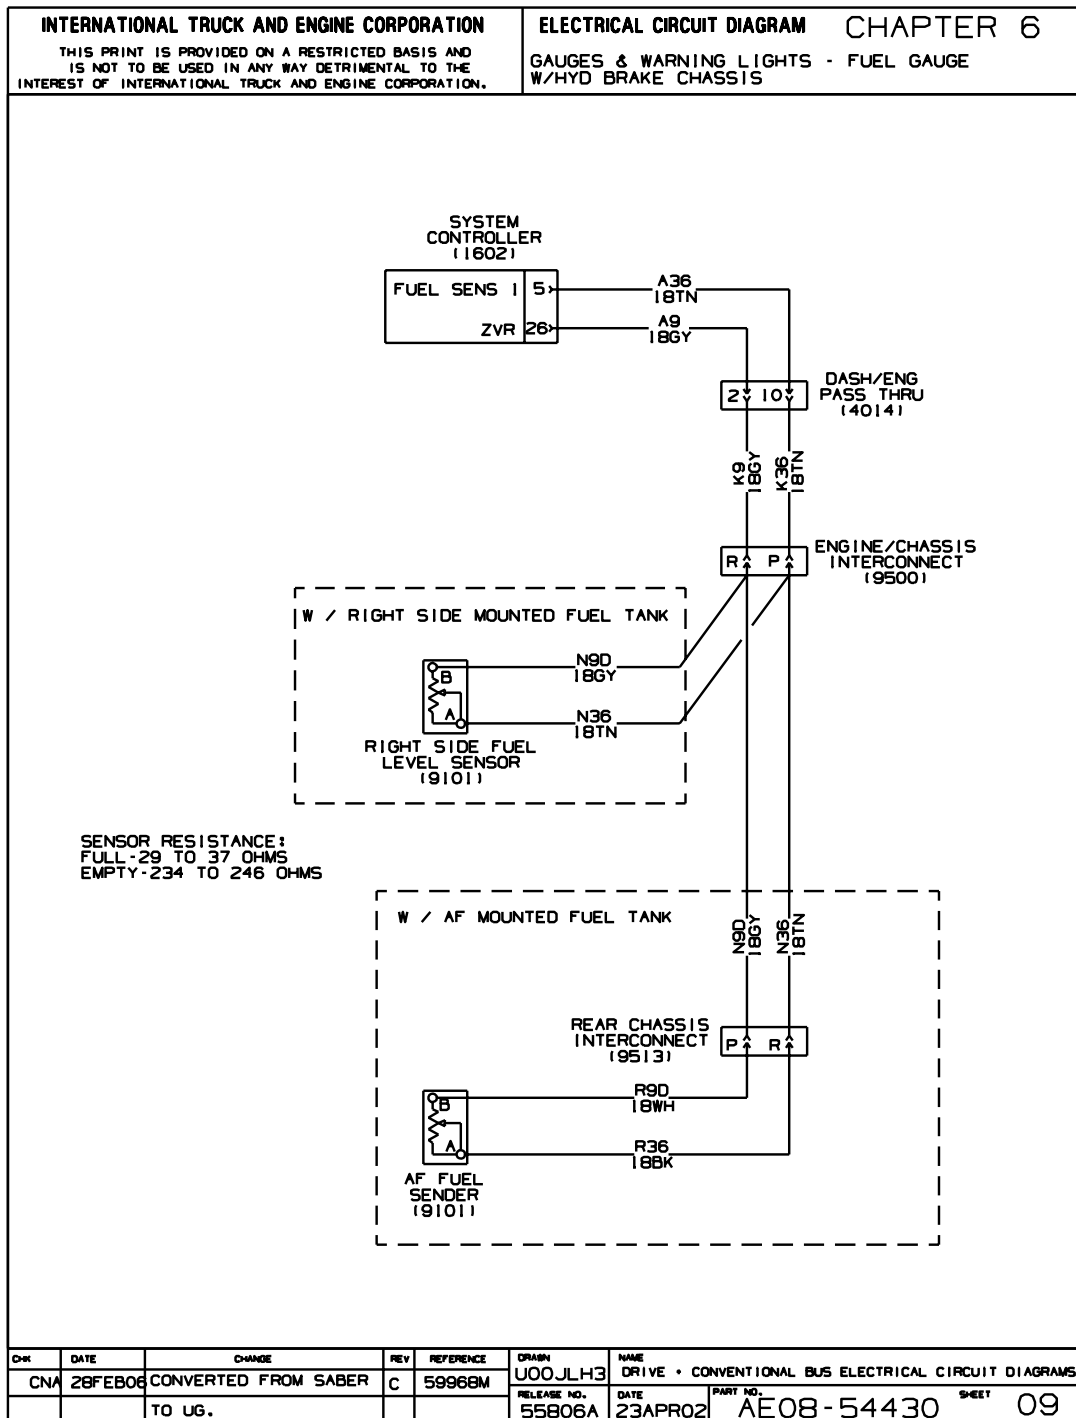 INTERNATIONAL TRUCK AND ENGINE CORPORATION
THIS PRINT IS PROVIDED ON A RESTRICTED BASIS AND
IS NOT TO BE USED IN ANY WAY DETRIMENTAL TO THE
INTEREST OF INTERNATIONAL TRUCK AND ENGINE CORPORATION.
ELECTRICAL CIRCUIT DIAGRAM CHAPTER 6
GAUGES & WARNING LIGHTS - FUEL GAUGE
W/HYD BRAKE CHASSIS
SYSTEM
CONTROLLER
(1602)
FUEL SENS 1 5
ZVR 26
A36
18TN
A9
18GY
2 10
DASH/ENG
PASS THRU
(4014)
K9
18GY
K36
18TN
R P
ENGINE/CHASSIS
INTERCONNECT
(9500)
W / RIGHT SIDE MOUNTED FUEL TANK
B
A
N9D
18GY
N36
18TN
RIGHT SIDE FUEL
LEVEL SENSOR
(9101)
SENSOR RESISTANCE:
FULL-29 TO 37 OHMS
EMPTY-234 TO 246 OHMS
W / AF MOUNTED FUEL TANK
N9D
18GY
N36
18TN
REAR CHASSIS
INTERCONNECT
(9513)
P R
B
A
R9D
18WH
R36
18BK
AF FUEL
SENDER
(9101)
CHK DATE CHANGE REV REFERENCE
CNA 28FEB06 CONVERTED FROM SABER C 59968M
TO UG.
DRAWN
U00JLH3
NAME
DRIVE + CONVENTIONAL BUS ELECTRICAL CIRCUIT DIAGRAMS
RELEASE NO.
55806A
DATE
23APR02
PART NO.
AE08-54430
SHEET 09